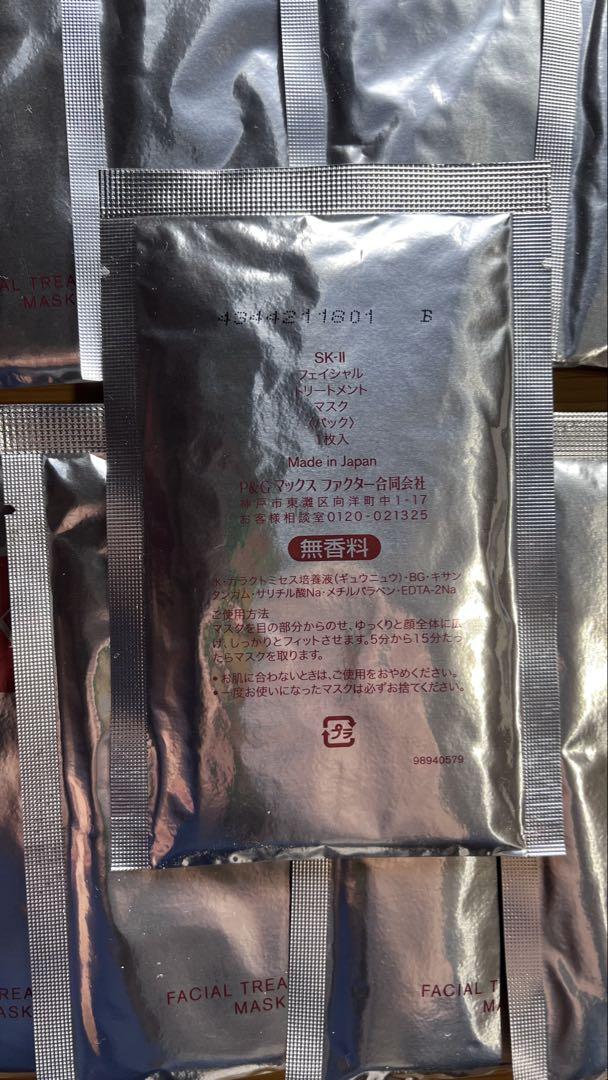 AL TREA
MASK
4344211801 B
SK-II
フェイシャル
トリートメント
マスク
〈パック〉
1枚入
Made in Japan
P&G マックス ファクター合同会社
神戸市東灘区向洋町中1-17
お客様相談室0120-021325
無香料
水・ガラクトミセス培養液(ギュウニュウ)・BG・キサン
タンガム・サリチル酸Na・メチルパラベン・EDTA-2Na
ご使用方法
マスクを目の部分からのせ、ゆっくりと顔全体に広
げ、しっかりとフィットさせます。5分から15分たっ
たらマスクを取ります。
• お肌に合わないときは、ご使用をおやめください。
• 一度お使いになったマスクは必ずお捨てください。
プラ
98940579
REA
ASK
FACIAL TREA
MASK
FACIAL T
MA